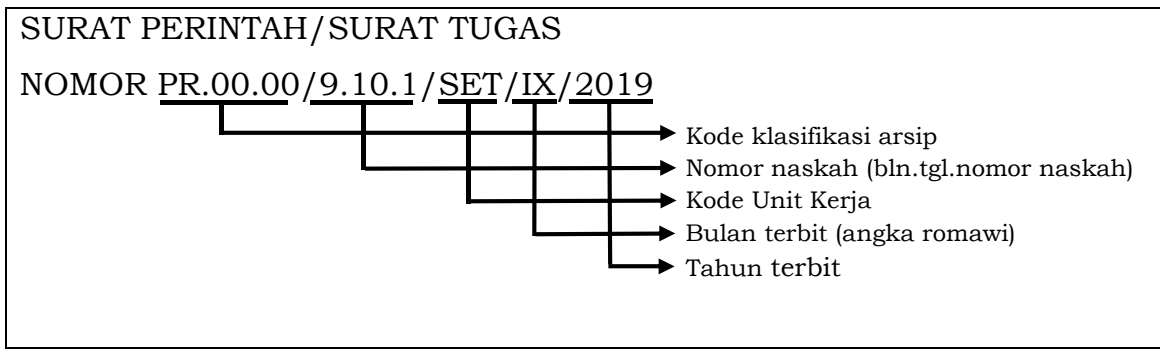 SURAT PERINTAH/SURAT TUGAS
NOMOR PR.00.00/9.10.1/SET/IX/2019
Kode klasifikasi arsip
Nomor naskah (bln.tgl.nomor naskah)
Kode Unit Kerja
Bulan terbit (angka romawi)
Tahun terbit